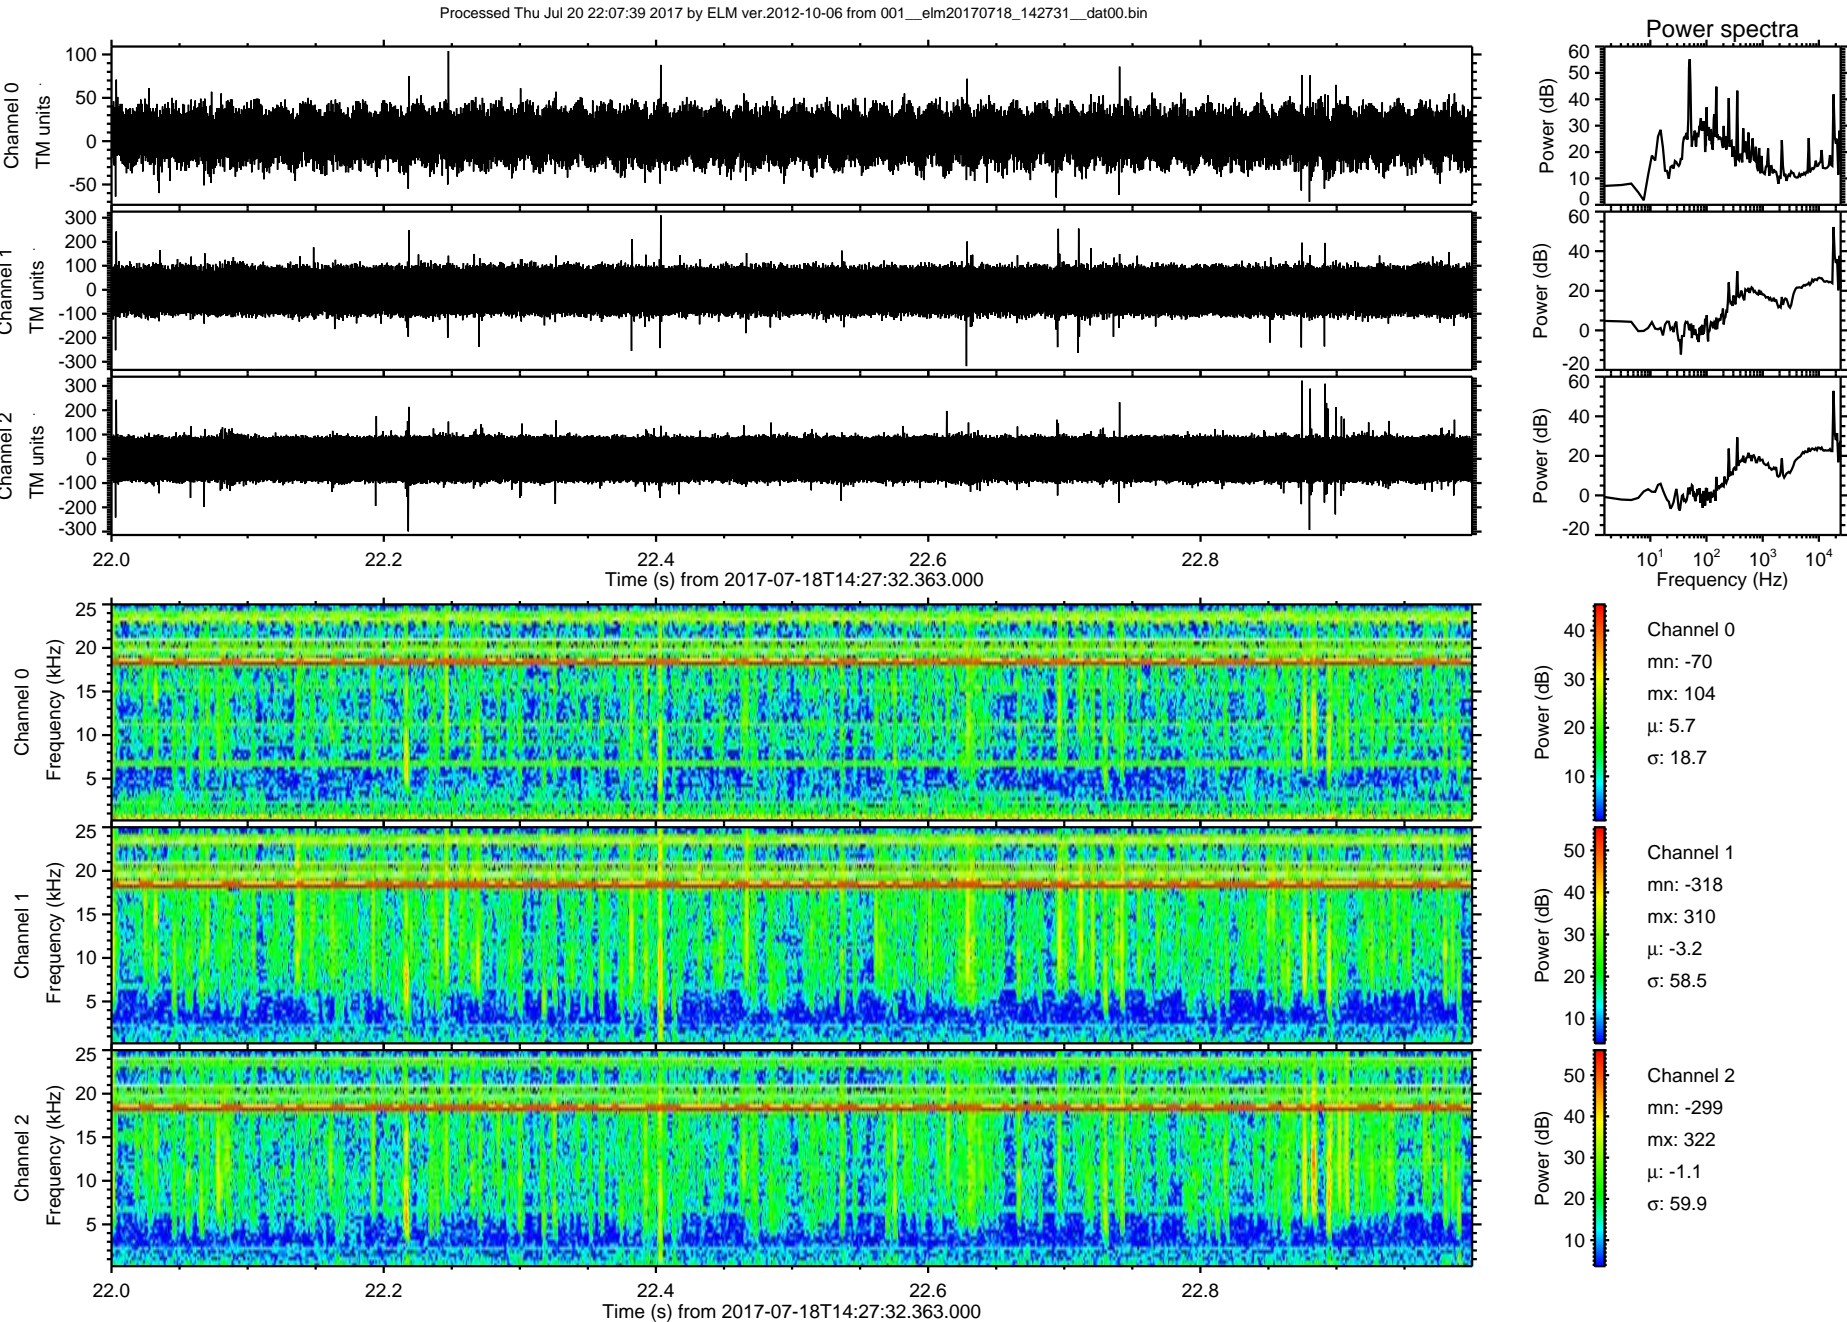 Processed Thu Jul 20 22:07:39 2017 by ELM ver.2012-10-06 from 001__elm20170718_142731__dat00.bin
Power spectra
Channel 0
TM units
100
50
0
-50
Power (dB)
60
50
40
30
20
10
0
Channel 1
TM units
300
200
100
0
-100
-200
-300
Power (dB)
60
40
20
0
-20
Channel 2
TM units
300
200
100
0
-100
-200
-300
Power (dB)
60
40
20
0
-20
22.0 22.2 22.4 22.6 22.8
Time (s) from 2017-07-18T14:27:32.363.000
10¹ 10² 10³ 10⁴
Frequency (Hz)
Channel 0
Frequency (kHz)
25
20
15
10
5
Power (dB)
40
30
20
10
Channel 0
mn: -70
mx: 104
μ: 5.7
σ: 18.7
Channel 1
Frequency (kHz)
25
20
15
10
5
Power (dB)
50
40
30
20
10
Channel 1
mn: -318
mx: 310
μ: -3.2
σ: 58.5
Channel 2
Frequency (kHz)
25
20
15
10
5
Power (dB)
50
40
30
20
10
Channel 2
mn: -299
mx: 322
μ: -1.1
σ: 59.9
22.0 22.2 22.4 22.6 22.8
Time (s) from 2017-07-18T14:27:32.363.000